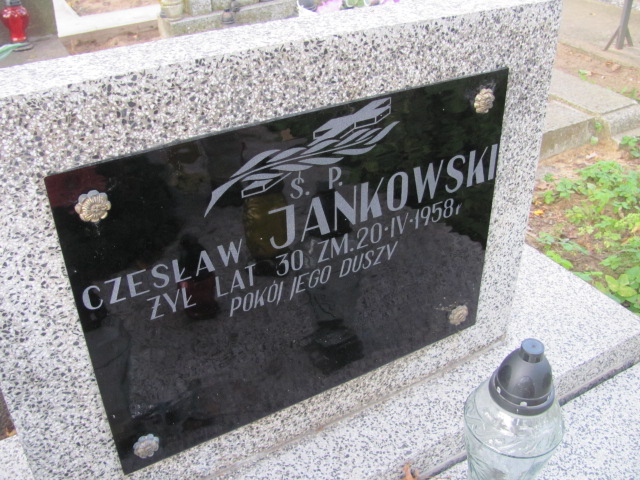 Ś. P.
CZESŁAW JANKOWSKI
ŻYŁ LAT 30 ZM. 20·IV·1958r
POKÓJ JEGO DUSZY